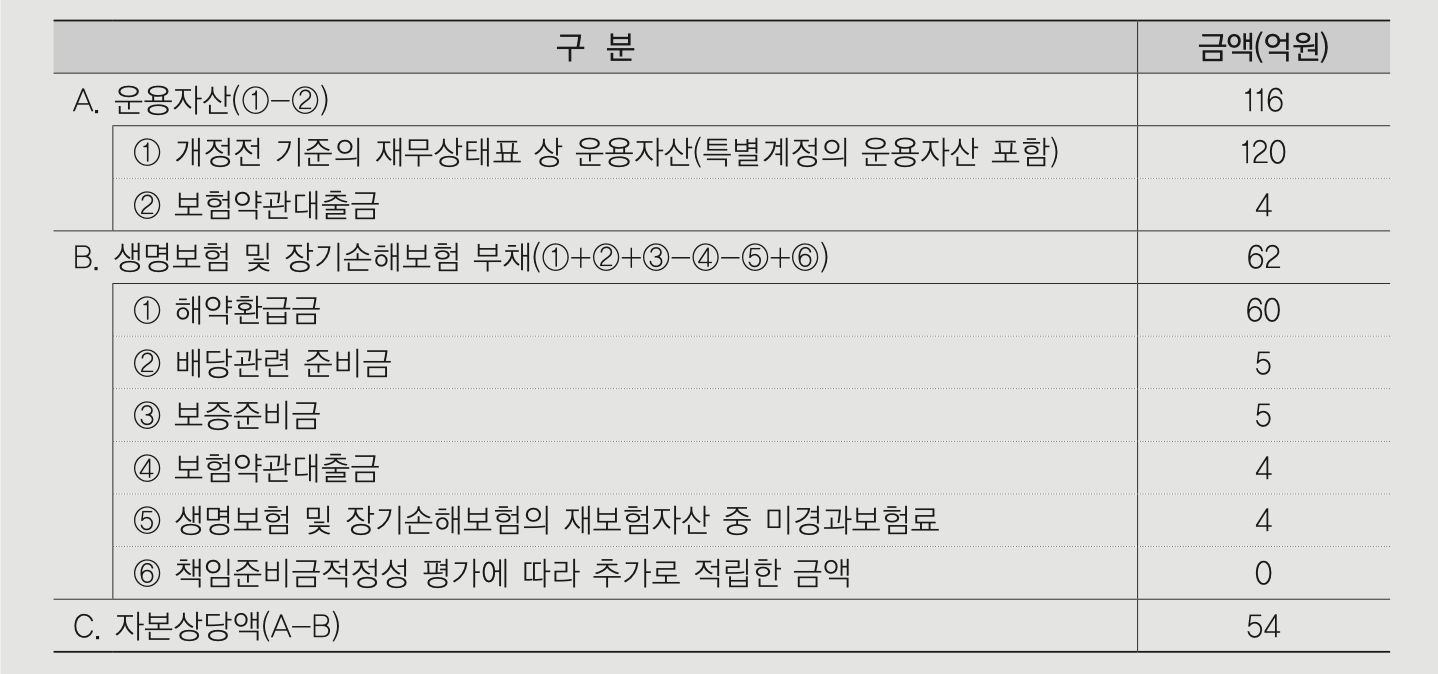 구 분 금액(억원)
A. 운용자산(①-②) 116
① 개정전 기준의 재무상태표 상 운용자산(특별계정의 운용자산 포함) 120
② 보험약관대출금 4
B. 생명보험 및 장기손해보험 부채(①+②+③-④-⑤+⑥) 62
① 해약환급금 60
② 배당관련 준비금 5
③ 보증준비금 5
④ 보험약관대출금 4
⑤ 생명보험 및 장기손해보험의 재보험자산 중 미경과보험료 4
⑥ 책임준비금적정성 평가에 따라 추가로 적립한 금액 0
C. 자본상당액(A-B) 54